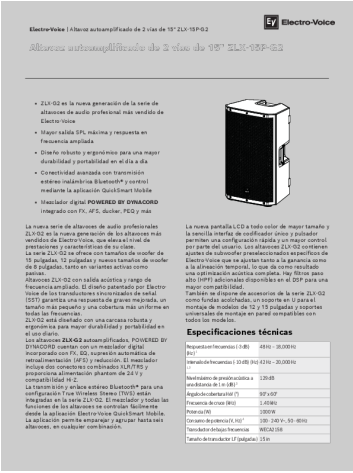 Electro-Voice | Altavoz autoamplificado de 2 vías de 15" ZLX-15P-G2
EV Electro-Voice
Altavoz autoamplificado de 2 vías de 15" ZLX-15P-G2
• ZLX-G2 es la nueva generación de la serie de
altavoces de audio profesional más vendido de
Electro-Voice
• Mayor salida SPL máxima y respuesta en
frecuencia ampliada
• Diseño robusto y ergonómico para una mayor
durabilidad y portabilidad en el día a día
• Conectividad avanzada con transmisión
estéreo inalámbrica Bluetooth® y control
mediante la aplicación QuickSmart Mobile
• Mezclador digital POWERED BY DYNACORD
integrado con FX, AFS, ducker, PEQ y más
La nueva serie de altavoces de audio profesionales
ZLX-G2 es la nueva generación de los altavoces más
vendidos de Electro-Voice, que eleva el nivel de
prestaciones y características de su clase.
La serie ZLX-G2 se ofrece con tamaños de woofer de
15 pulgadas, 12 pulgadas y nuevos tamaños de woofer
de 8 pulgadas, tanto en variantes activas como
pasivas.
Altavoces ZLX-G2 con salida acústica y rango de
frecuencia ampliado. El diseño patentado por Electro-
Voice de los transductores sincronizados de señal
(SST) garantiza una respuesta de graves mejorada, un
tamaño más pequeño y una cobertura más uniforme en
todas las frecuencias.
ZLX-G2 está diseñado con una carcasa robusta y
ergonómica para mayor durabilidad y portabilidad en
el uso diario.
Los altavoces ZLX-G2 autoamplificados, POWERED BY
DYNACORD cuentan con un mezclador digital
incorporado con FX, EQ, supresión automática de
retroalimentación (AFS) y reducción. El mezclador
incluye dos conectores combinados XLR/TRS y
proporciona alimentación phantom de 24 V y
compatibilidad Hi-Z.
La transmisión y enlace estéreo Bluetooth® para una
configuración True Wireless Stereo (TWS) están
integradas en la serie ZLX-G2. El mezclador y todas las
funciones de los altavoces se controlan fácilmente
desde la aplicación Electro-Voice QuickSmart Mobile.
La aplicación permite emparejar y agrupar hasta seis
altavoces, en cualquier combinación.
La nueva pantalla LCD a todo color de mayor tamaño y
la sencilla interfaz de codificador único y pulsador
permiten una configuración rápida y un mayor control
por parte del usuario. Los altavoces ZLX-G2 contienen
ajustes de subwoofer preseleccionados específicos de
Electro-Voice que se ajustan tanto a la ganancia como
a la alineación temporal, lo que da como resultado
una optimización acústica completa. Hay filtros paso
alto (HPF) adicionales disponibles en el DSP para una
mayor compatibilidad.
También se dispone de accesorios de la serie ZLX-G2
como fundas acolchadas, un soporte en U para el
montaje de modelos de 12 y 15 pulgadas y soportes
universales de montaje en pared compatibles con
todos los modelos.
Especificaciones técnicas
Respuesta de frecuencias (-3 dB) (Hz) 48 Hz – 18,000 Hz
Intervalo de frecuencias (-10 dB) (Hz) 42 Hz – 20,000 Hz
Nivel máximo de presión acústica a una distancia de 1 m (dB) 129 dB
Ángulo de cobertura H x V (°) 90° x 60°
Frecuencia de cruce (kHz) 1.40 kHz
Potencia (W) 1000 W
Consumo de potencia (V, Hz) 100 - 240 V~, 50 - 60 Hz
Transductor de bajas frecuencias WECA2158
Tamaño de transductor LF (pulgadas) 15 in